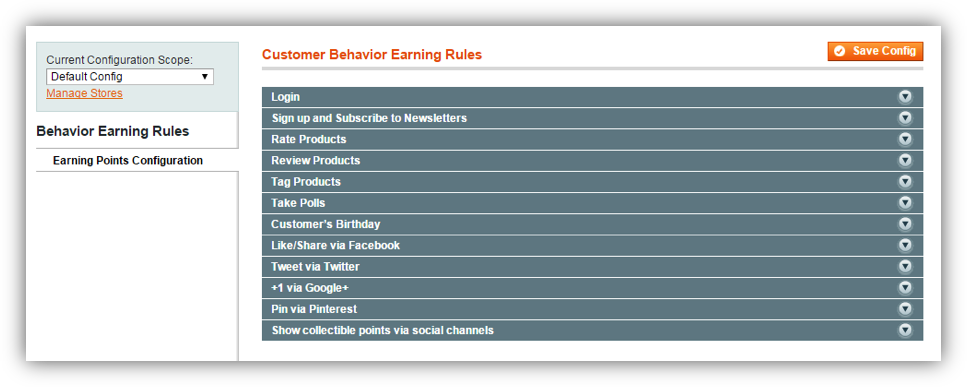 Current Configuration Scope:
Default Config
Manage Stores
Behavior Earning Rules
Earning Points Configuration
Customer Behavior Earning Rules
Save Config
Login
Sign up and Subscribe to Newsletters
Rate Products
Review Products
Tag Products
Take Polls
Customer's Birthday
Like/Share via Facebook
Tweet via Twitter
+1 via Google+
Pin via Pinterest
Show collectible points via social channels